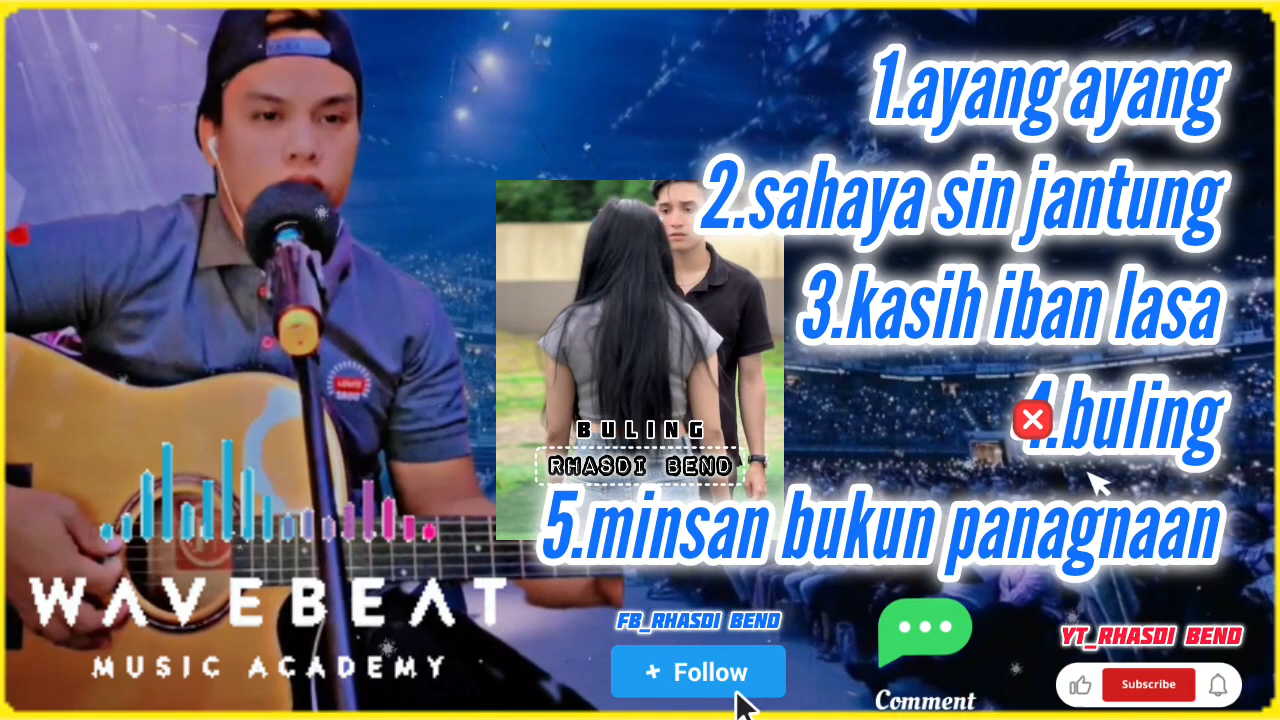 1.ayang ayang
2.sahaya sin jantung
3.kasih iban lasa
4.buling
5.minsan bukun panagnaan
BULING
RHASDI BEND
WAVEBEAT
MUSIC ACADEMY
FB_RHASDI BEND
+ Follow
Comment
YT_RHASDI BEND
Subscribe